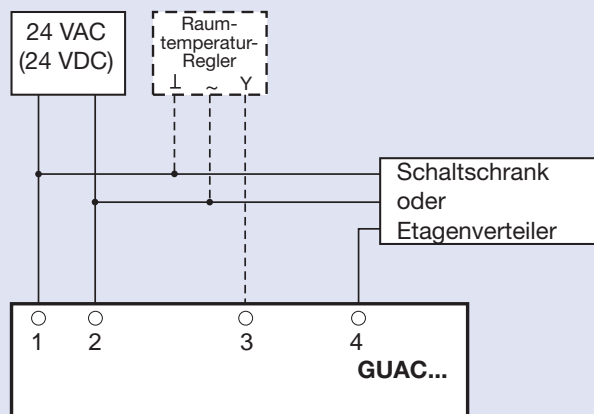 24 VAC
(24 VDC)
Raum-
temperatur-
Regler
⊥ ~ Y
Schaltschrank
oder
Etagenverteiler
1 2 3 4
GUAC...